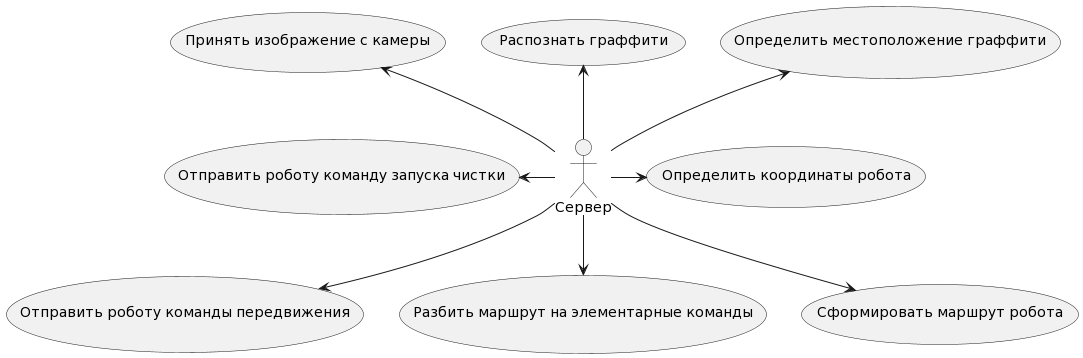 Принять изображение с камеры
Распознать граффити
Определить местоположение граффити
Отправить роботу команду запуска чистки
Определить координаты робота
Сервер
Отправить роботу команды передвижения
Разбить маршрут на элементарные команды
Сформировать маршрут робота